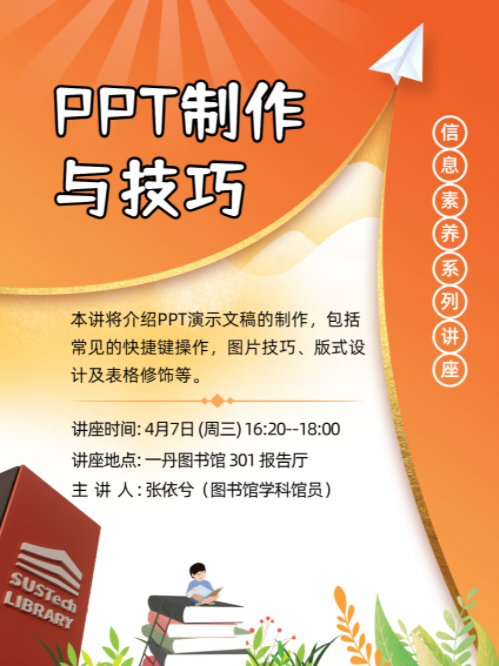 PPT制作
与技巧
信息素养系列讲座
本讲将介绍PPT演示文稿的制作，包括
常见的快捷键操作，图片技巧、版式设
计及表格修饰等。
讲座时间: 4月7日 (周三) 16:20--18:00
讲座地点: 一丹图书馆 301 报告厅
主 讲 人 : 张依兮（图书馆学科馆员）
SUSTech
LIBRARY